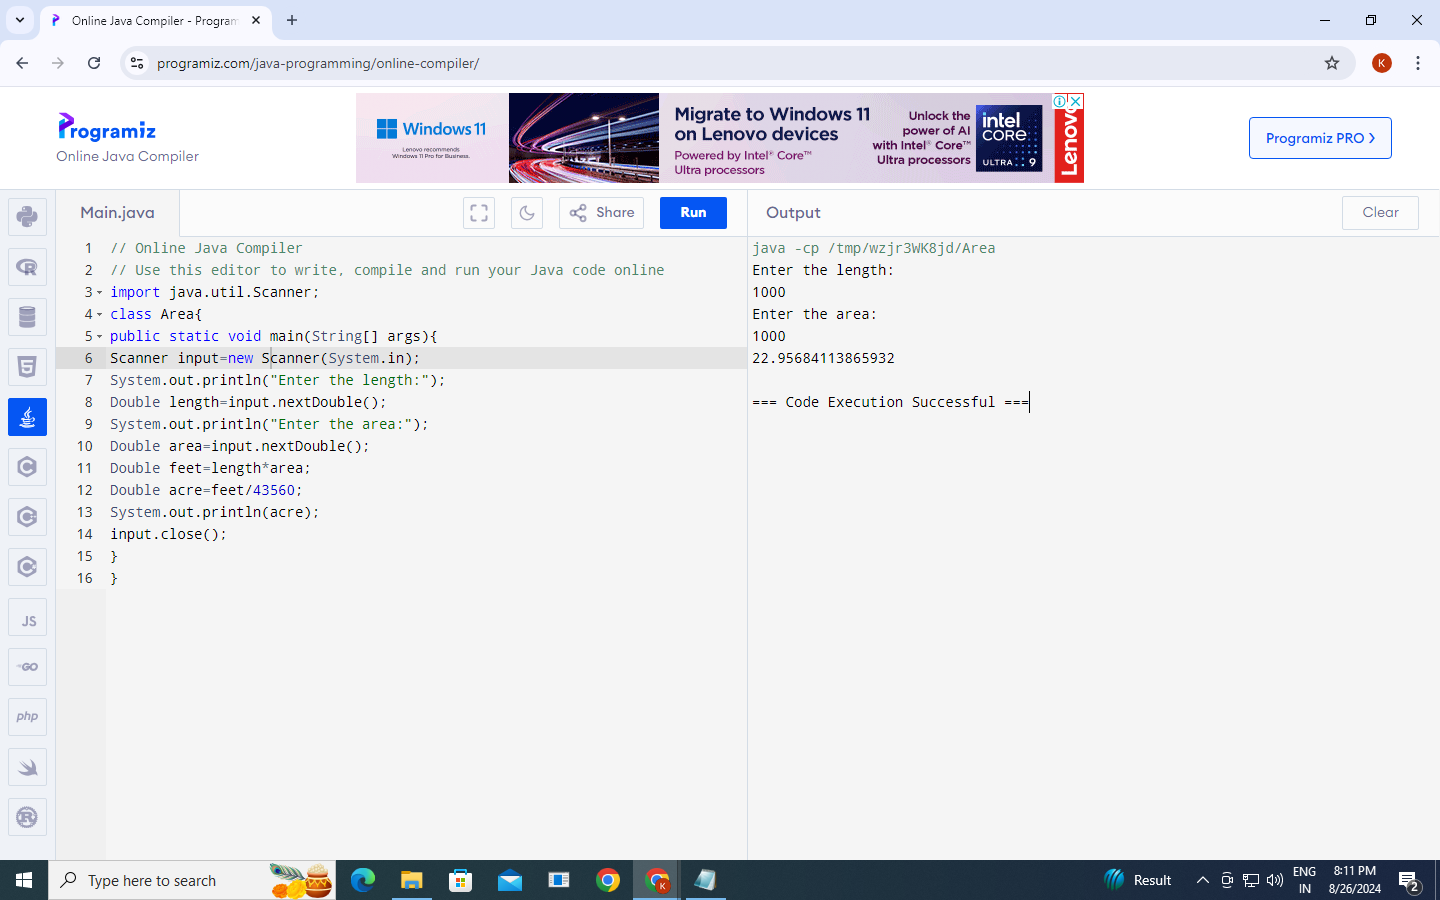 Online Java Compiler - Program
programiz.com/java-programming/online-compiler/
K
Programiz
Online Java Compiler
Windows 11
Lenovo recommends
Windows 11 Pro for Business.
Migrate to Windows 11
on Lenovo devices
Powered by Intel® Core™
Ultra processors
Unlock the
power of AI
with Intel® Core™
Ultra processors
intel
CORE
ULTRA 9
Lenovo
Programiz PRO >
Main.java
Share
Run
Output
Clear
1 // Online Java Compiler
2 // Use this editor to write, compile and run your Java code online
3 import java.util.Scanner;
4 class Area{
5 public static void main(String[] args){
6 Scanner input=new Scanner(System.in);
7 System.out.println("Enter the length:");
8 Double length=input.nextDouble();
9 System.out.println("Enter the area:");
10 Double area=input.nextDouble();
11 Double feet=length*area;
12 Double acre=feet/43560;
13 System.out.println(acre);
14 input.close();
15 }
16 }
java -cp /tmp/wzjr3WK8jd/Area
Enter the length:
1000
Enter the area:
1000
22.95684113865932
=== Code Execution Successful ===
R
5
C
C
C
JS
GO
php
R
Type here to search
K
Result
ENG
IN
8:11 PM
8/26/2024
2